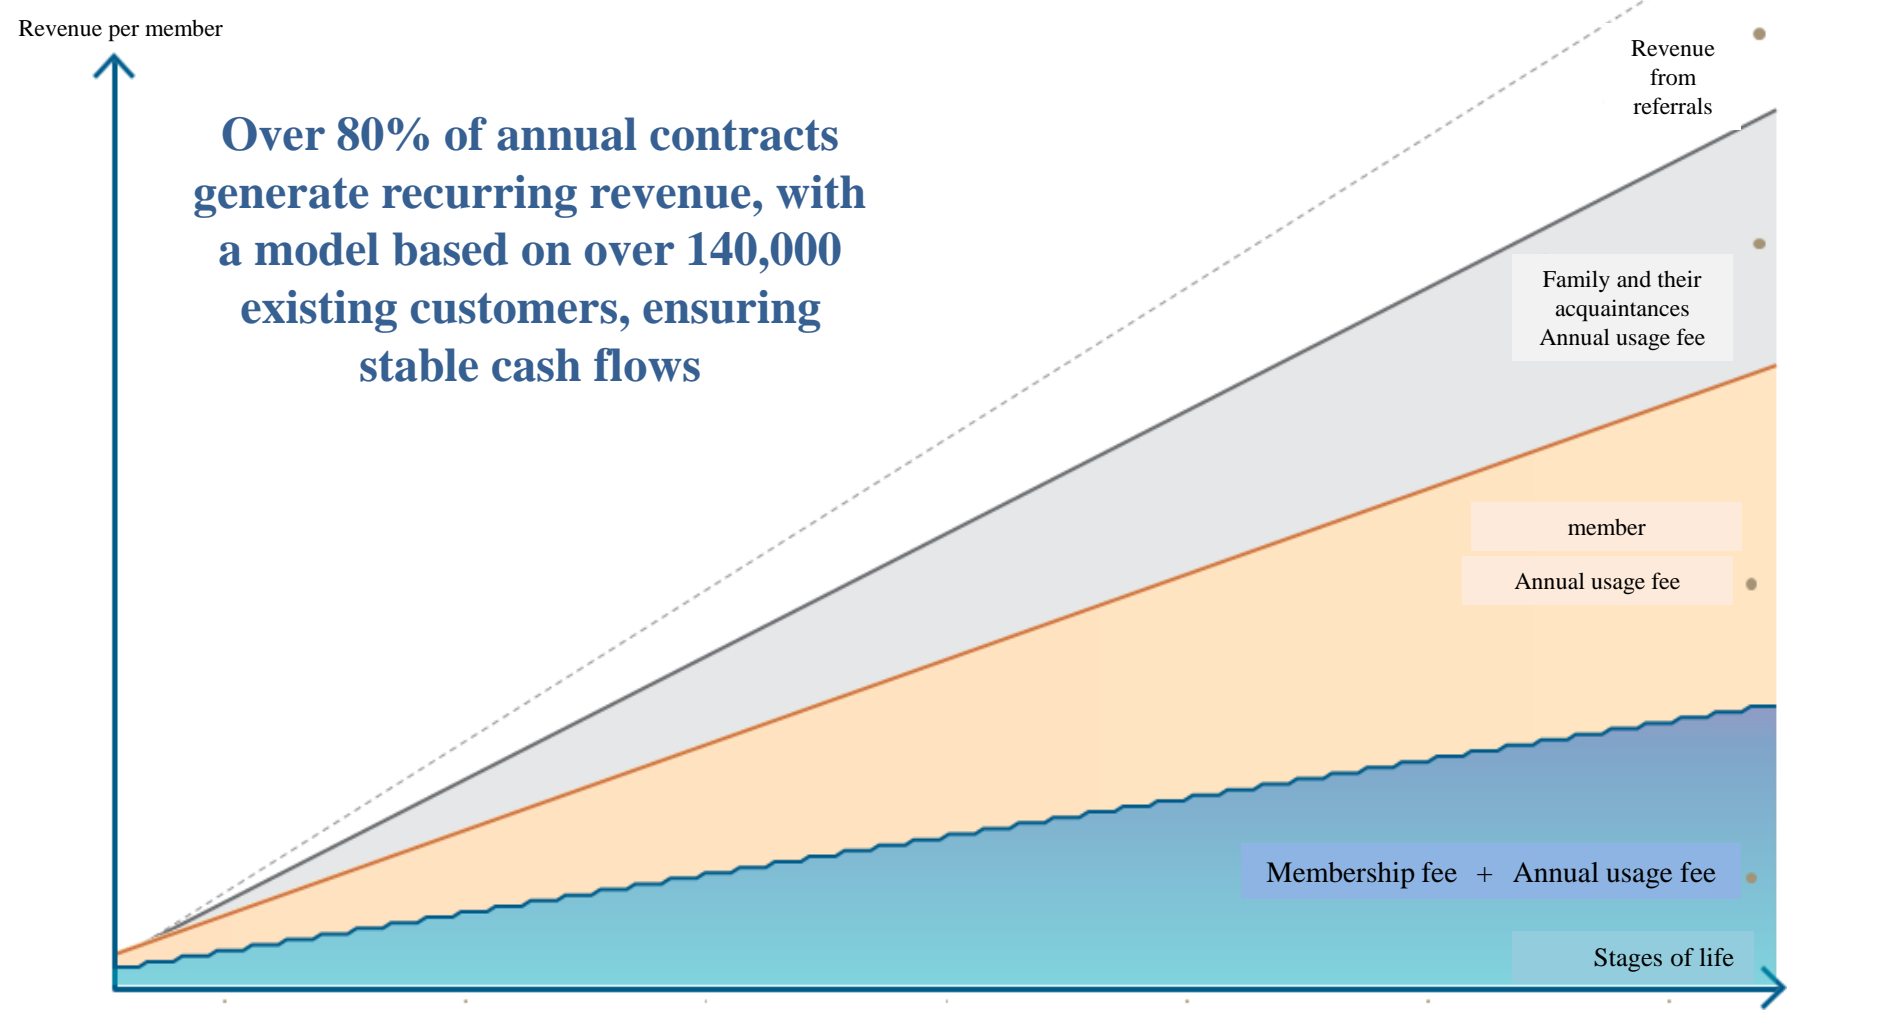 Revenue per member
Over 80% of annual contracts
generate recurring revenue, with
a model based on over 140,000
existing customers, ensuring
stable cash flows
Revenue
from
referrals
Family and their
acquaintances
Annual usage fee
member
Annual usage fee
Membership fee + Annual usage fee
Stages of life